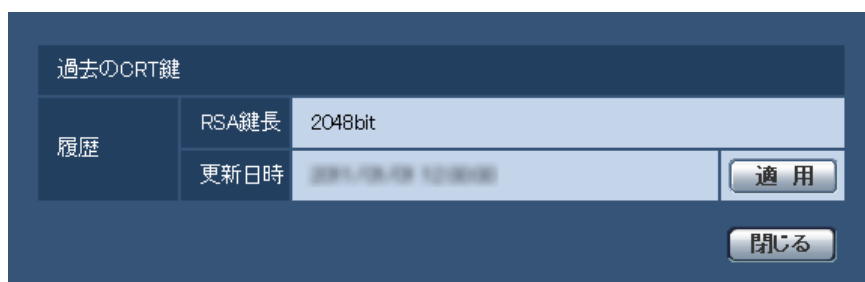 過去のCRT鍵
履歴
RSA鍵長 2048bit
更新日時
適 用
閉じる